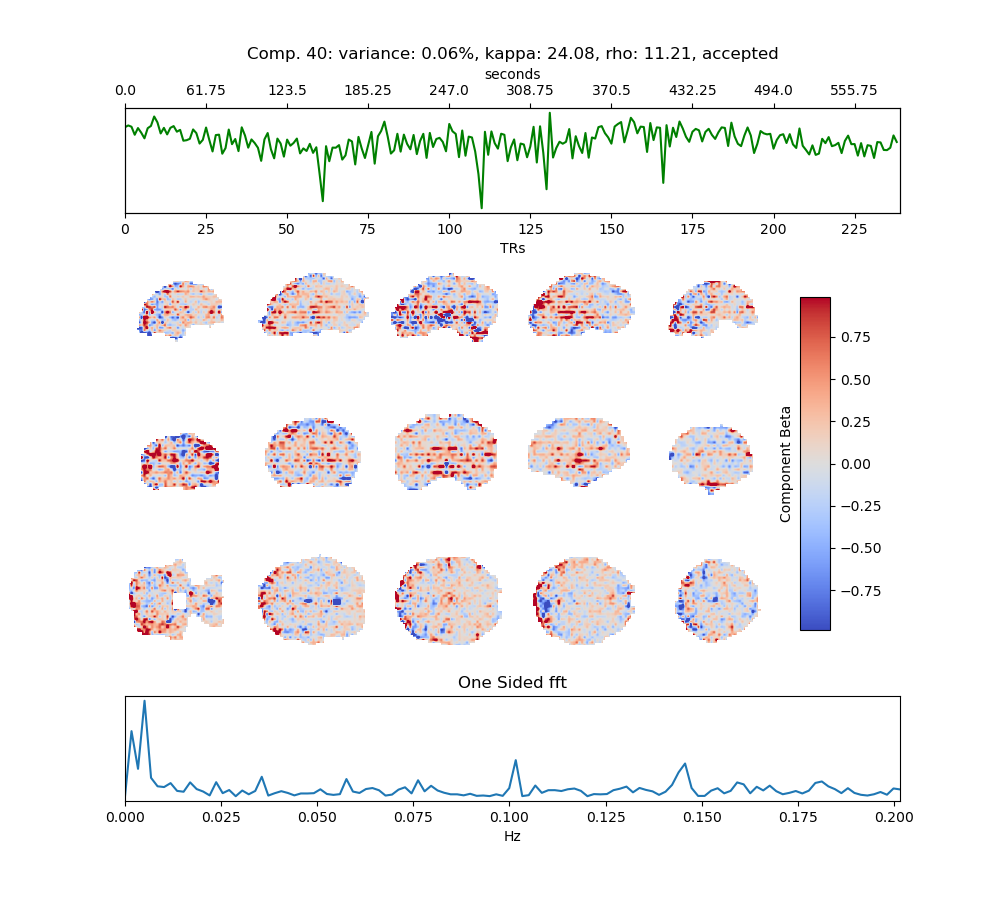 Comp. 40: variance: 0.06%, kappa: 24.08, rho: 11.21, accepted
seconds
0.0 61.75 123.5 185.25 247.0 308.75 370.5 432.25 494.0 555.75
0 25 50 75 100 125 150 175 200 225
TRs
0.75
0.50
0.25
0.00
−0.25
−0.50
−0.75
Component Beta
One Sided fft
0.000 0.025 0.050 0.075 0.100 0.125 0.150 0.175 0.200
Hz